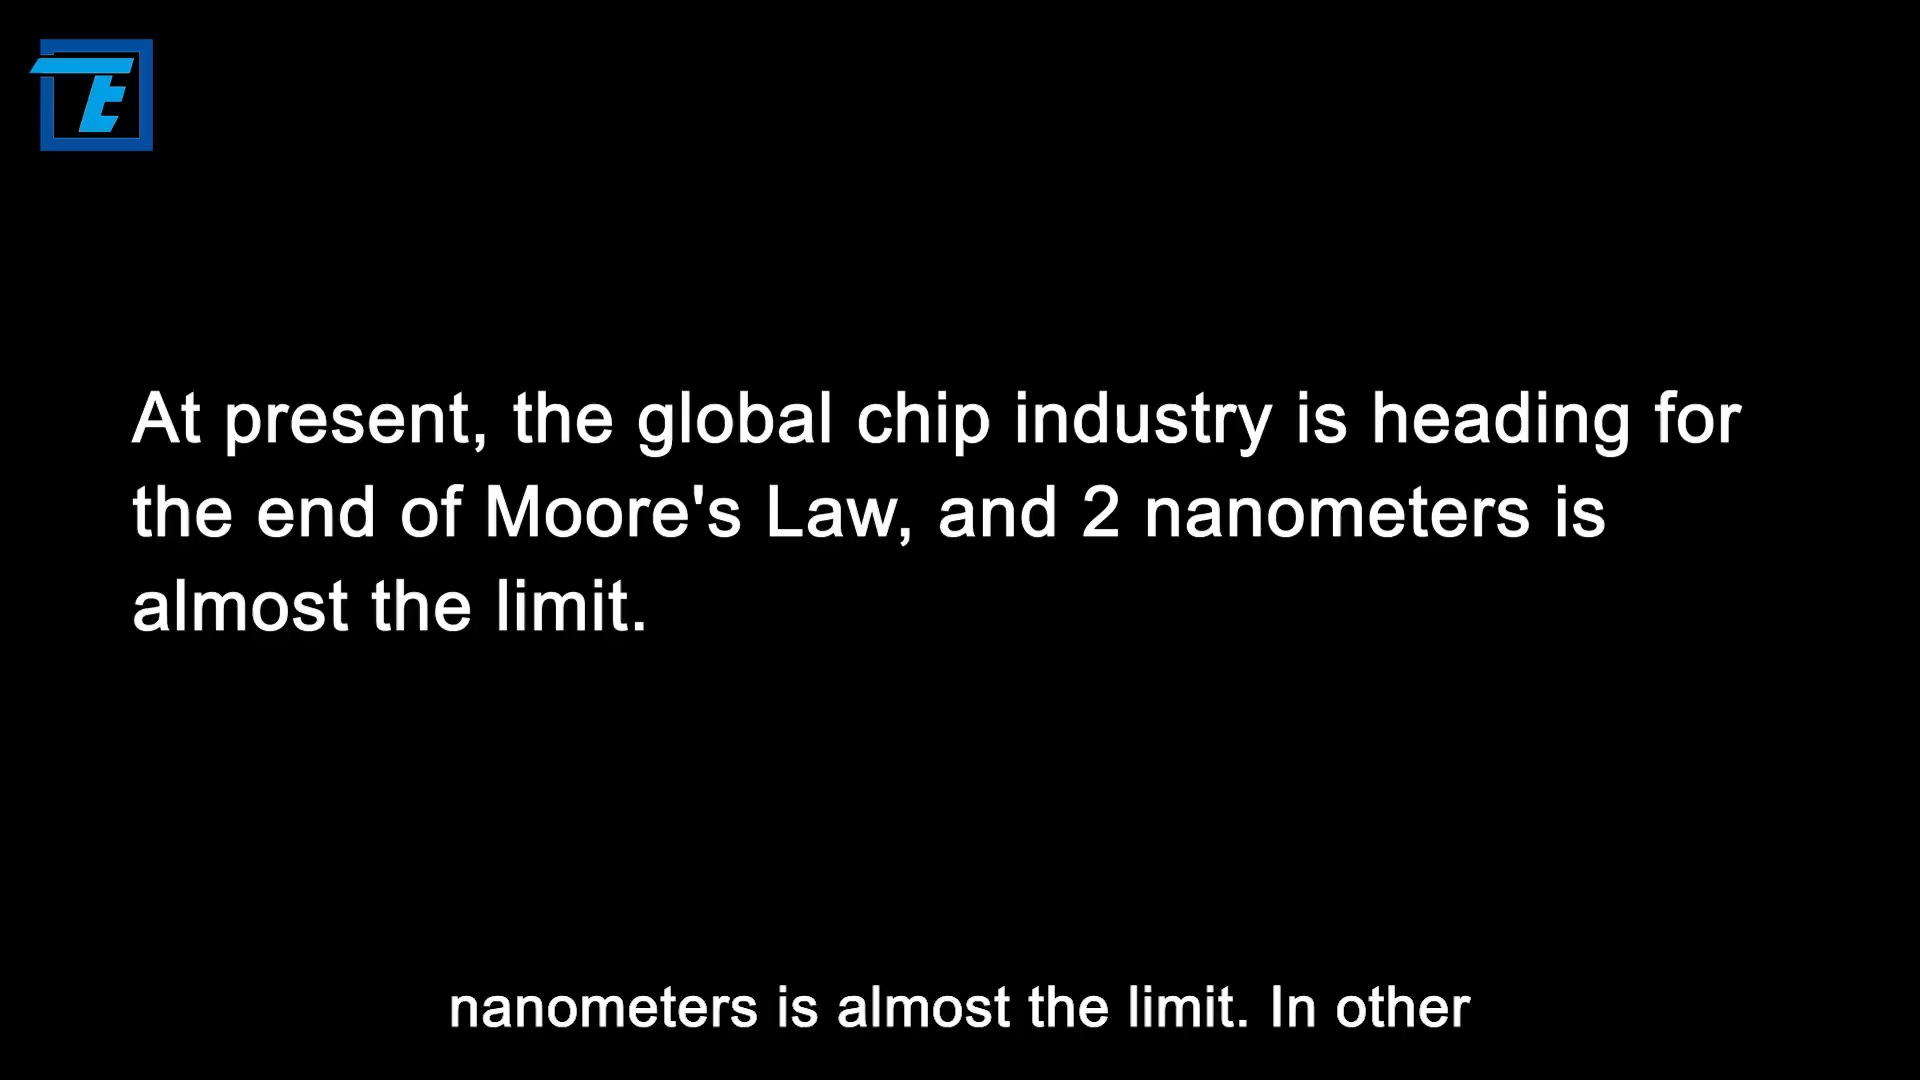 TE
At present, the global chip industry is heading for
the end of Moore's Law, and 2 nanometers is
almost the limit.
nanometers is almost the limit. In other